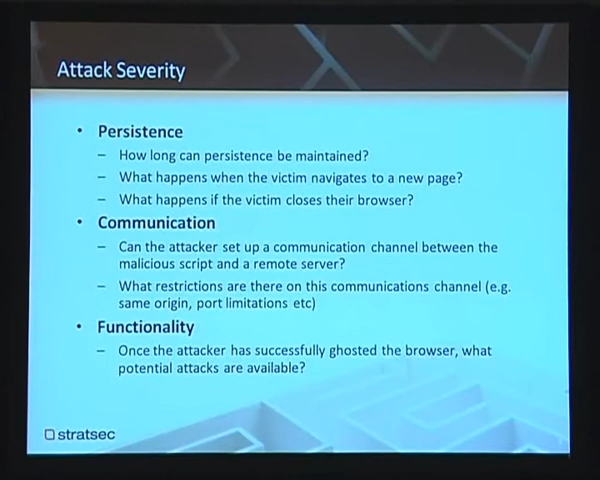 Attack Severity
• Persistence
– How long can persistence be maintained?
– What happens when the victim navigates to a new page?
– What happens if the victim closes their browser?
• Communication
– Can the attacker set up a communication channel between the
malicious script and a remote server?
– What restrictions are there on this communications channel (e.g.
same origin, port limitations etc)
• Functionality
– Once the attacker has successfully ghosted the browser, what
potential attacks are available?
stratsec